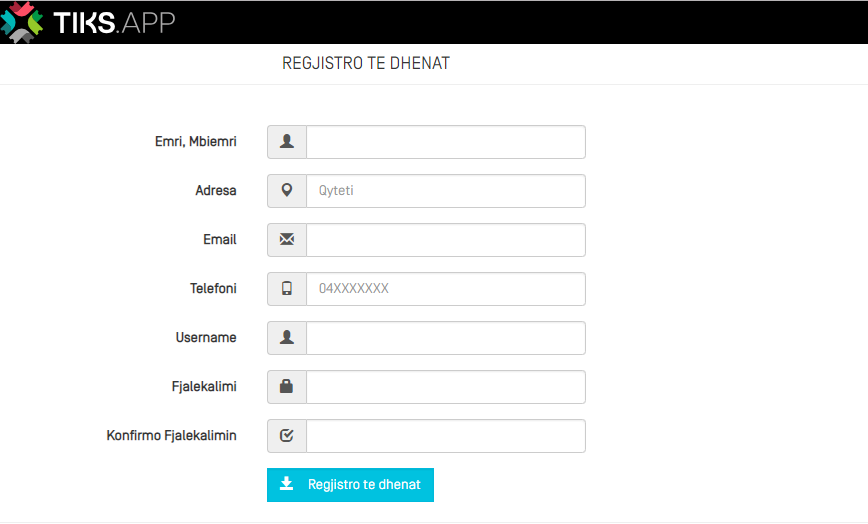 TIKS.APP
REGJISTRO TE DHENAT
Emri, Mbiemri
Adresa Qyteti
Email
Telefoni 04XXXXXXX
Username
Fjalekalimi
Konfirmo Fjalekalimin
Regjistro te dhenat